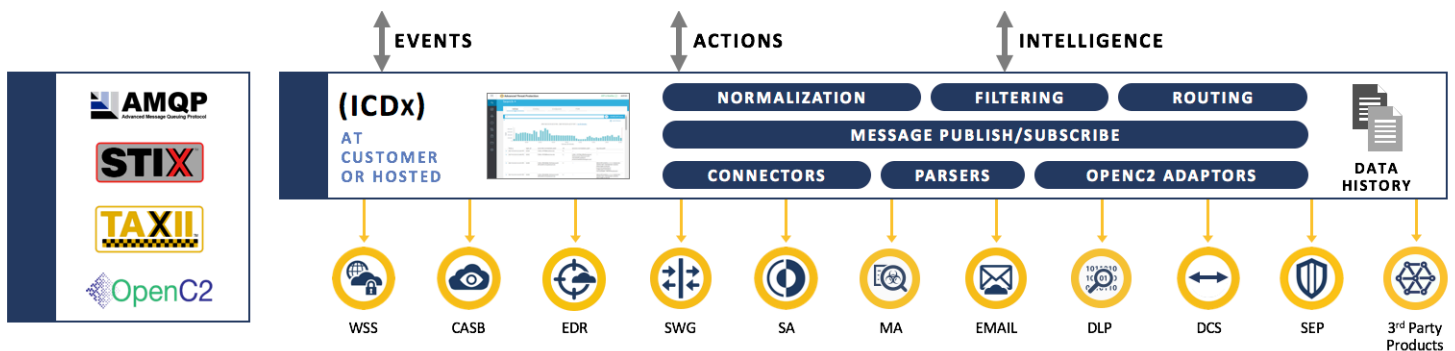 EVENTS
ACTIONS
INTELLIGENCE
AMQP
Advanced Message Queuing Protocol
STIX
TAXII
OpenC2
(ICDx)
AT
CUSTOMER
OR HOSTED
NORMALIZATION
FILTERING
ROUTING
MESSAGE PUBLISH/SUBSCRIBE
CONNECTORS
PARSERS
OPENC2 ADAPTORS
DATA
HISTORY
WSS
CASB
EDR
SWG
SA
MA
EMAIL
DLP
DCS
SEP
3rd Party
Products